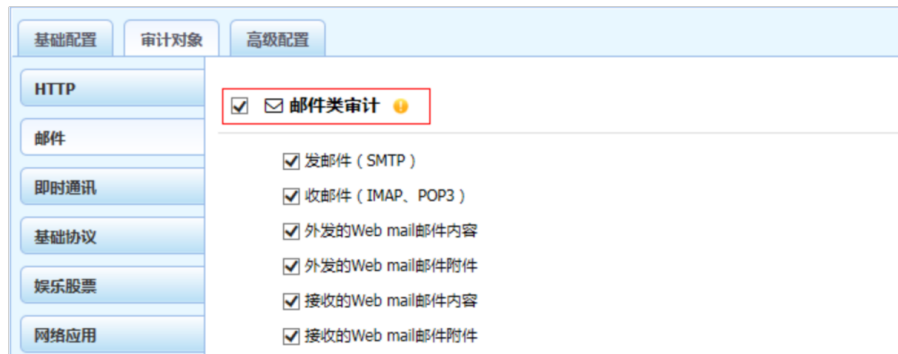 基础配置 审计对象 高级配置
HTTP
邮件
即时通讯
基础协议
娱乐股票
网络应用
邮件类审计
发邮件（SMTP）
收邮件（IMAP、POP3）
外发的Web mail邮件内容
外发的Web mail邮件附件
接收的Web mail邮件内容
接收的Web mail邮件附件